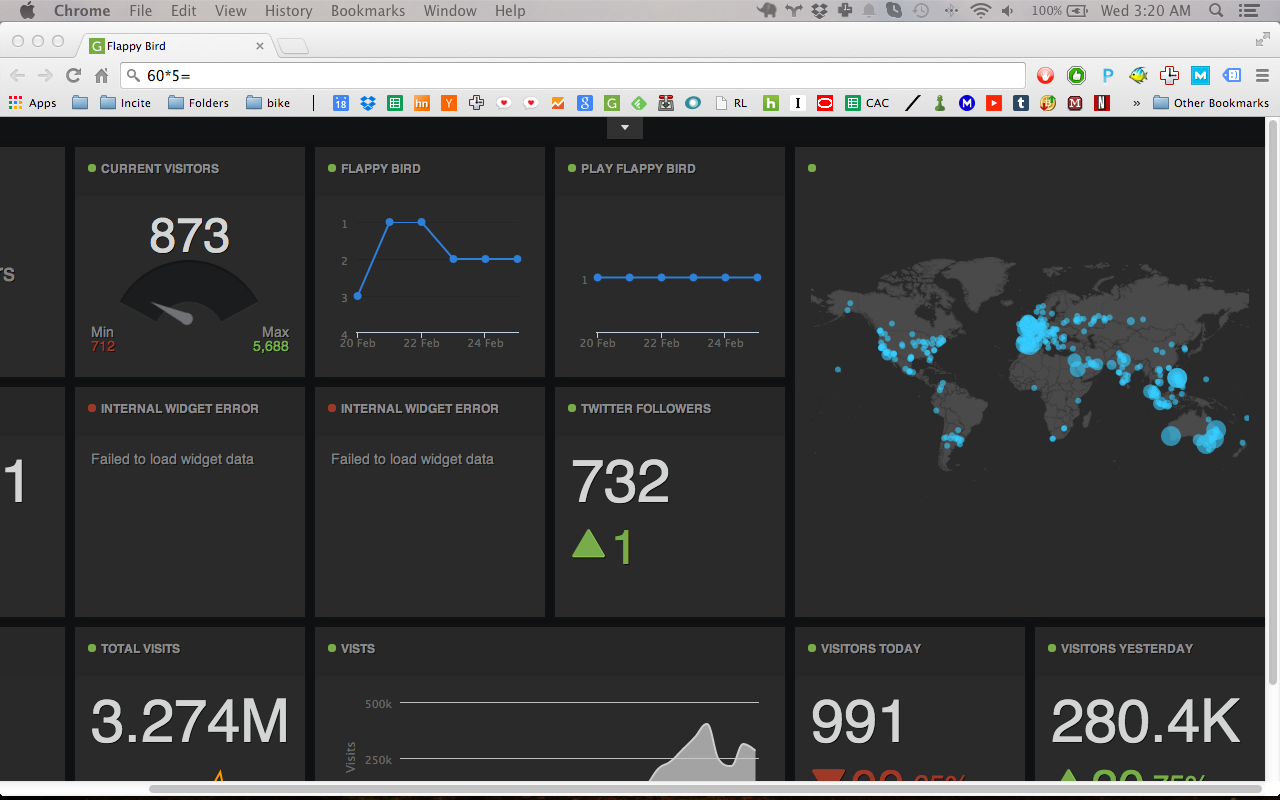 Chrome File Edit View History Bookmarks Window Help 100% Wed 3:20 AM
G Flappy Bird
60*5=
P M
Apps Incite Folders bike 18 hn Y G RL h I CAC M t M N » Other Bookmarks
CURRENT VISITORS
873
Min
712
Max
5,688
FLAPPY BIRD
1
2
3
4
20 Feb 22 Feb 24 Feb
PLAY FLAPPY BIRD
1
20 Feb 22 Feb 24 Feb
1
INTERNAL WIDGET ERROR
Failed to load widget data
INTERNAL WIDGET ERROR
Failed to load widget data
TWITTER FOLLOWERS
732
1
TOTAL VISITS
3.274M
VISTS
500k
250k
Visits
VISITORS TODAY
991
VISITORS YESTERDAY
280.4K